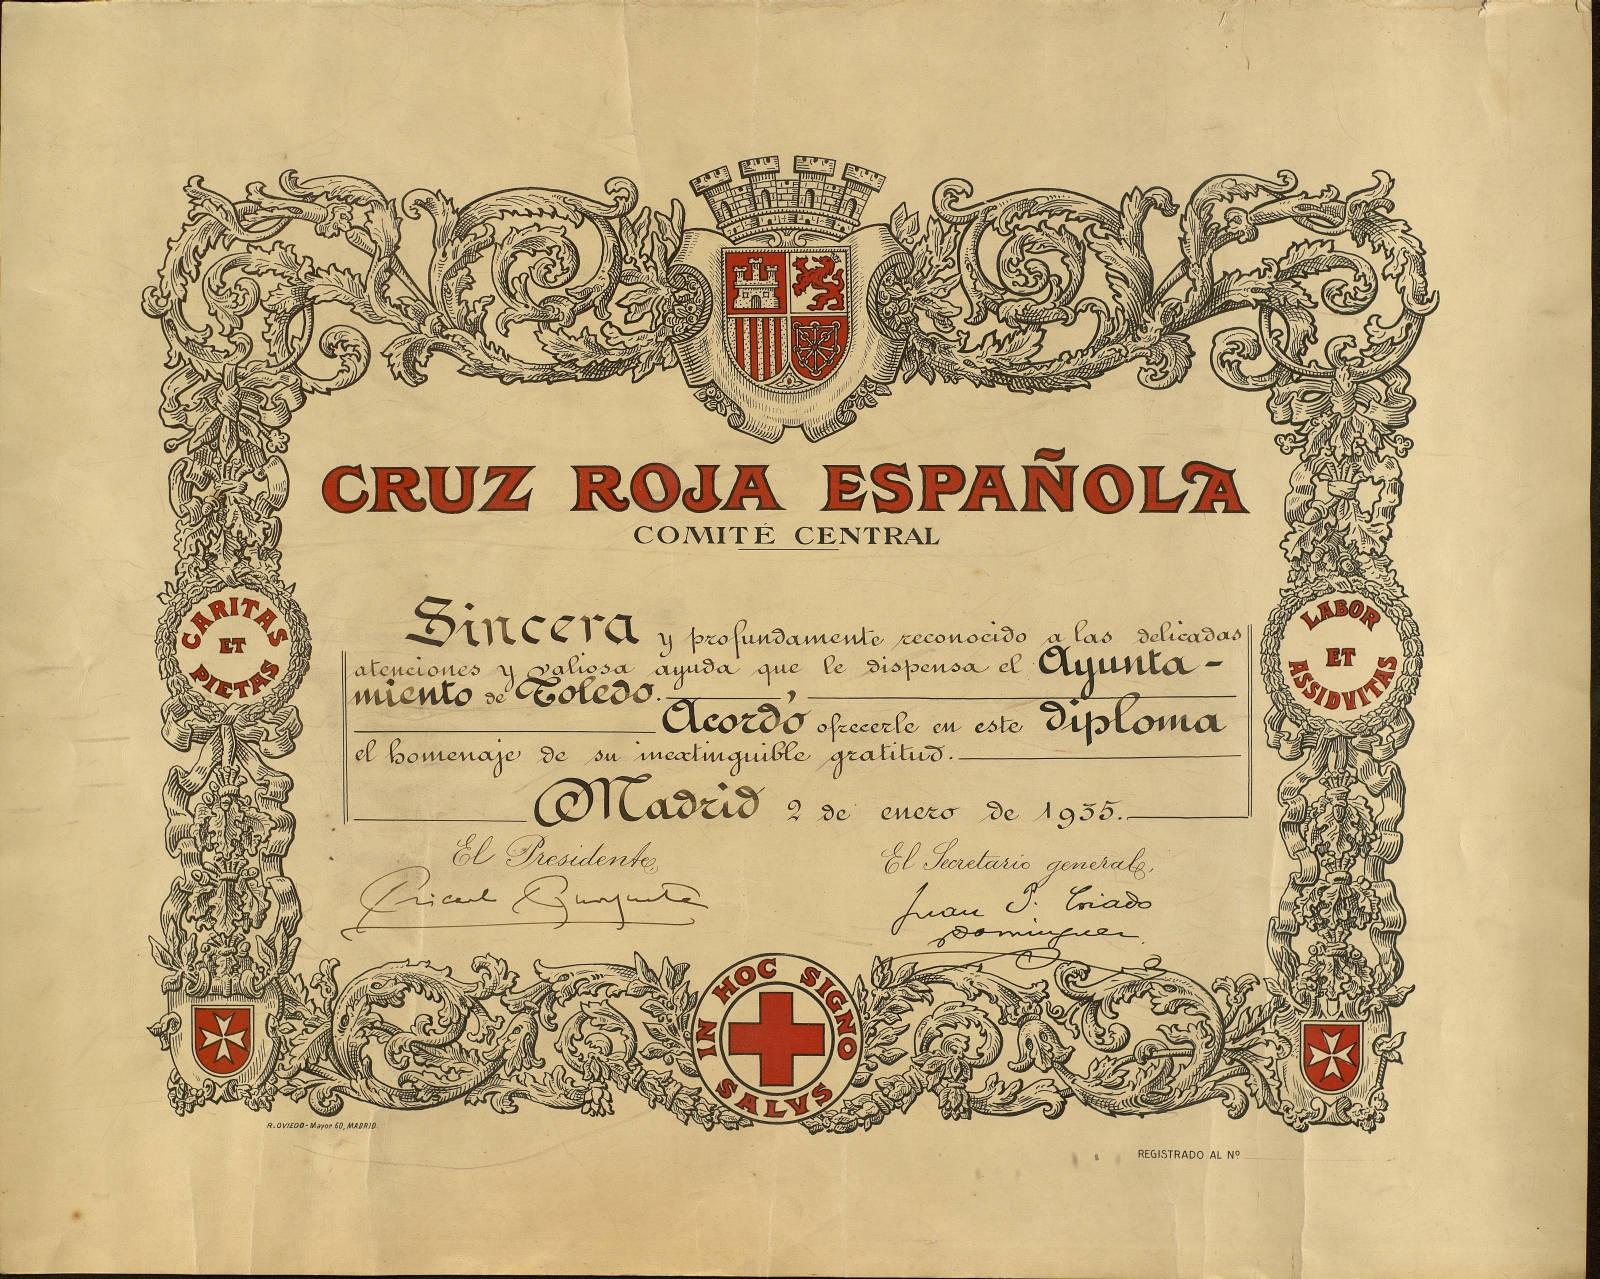 CRUZ ROJA ESPAÑOLA
COMITÉ CENTRAL
CARITAS
ET
PIETAS
LABOR
ET
ASSIDVITAS
Sincera y profundamente reconocido a las delicadas
atenciones y valiosa ayuda que le dispensa el Ayunta-
miento de Toledo.
Acordó ofrecerle en este diploma
el homenaje de su inextinguible gratitud.
Madrid 2 de enero de 1935.
El Presidente,
El Secretario general,
Ricardo Burguete
Juan P. Criado
Dominguez
IN HOC SIGNO
SALVS
R. OVIEDO - Mayor 60, MADRID.
REGISTRADO AL Nº